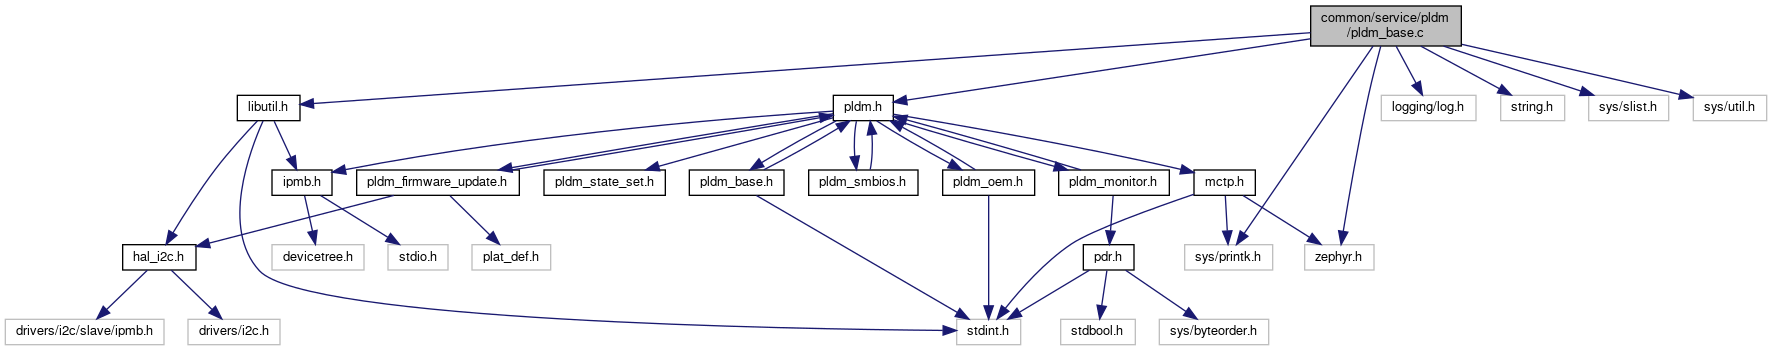 common/service/pldm
/pldm_base.c
libutil.h
pldm.h
logging/log.h
string.h
sys/slist.h
sys/util.h
ipmb.h
pldm_firmware_update.h
pldm_state_set.h
pldm_base.h
pldm_smbios.h
pldm_oem.h
pldm_monitor.h
mctp.h
hal_i2c.h
devicetree.h
stdio.h
plat_def.h
pdr.h
sys/printk.h
zephyr.h
drivers/i2c/slave/ipmb.h
drivers/i2c.h
stdint.h
stdbool.h
sys/byteorder.h